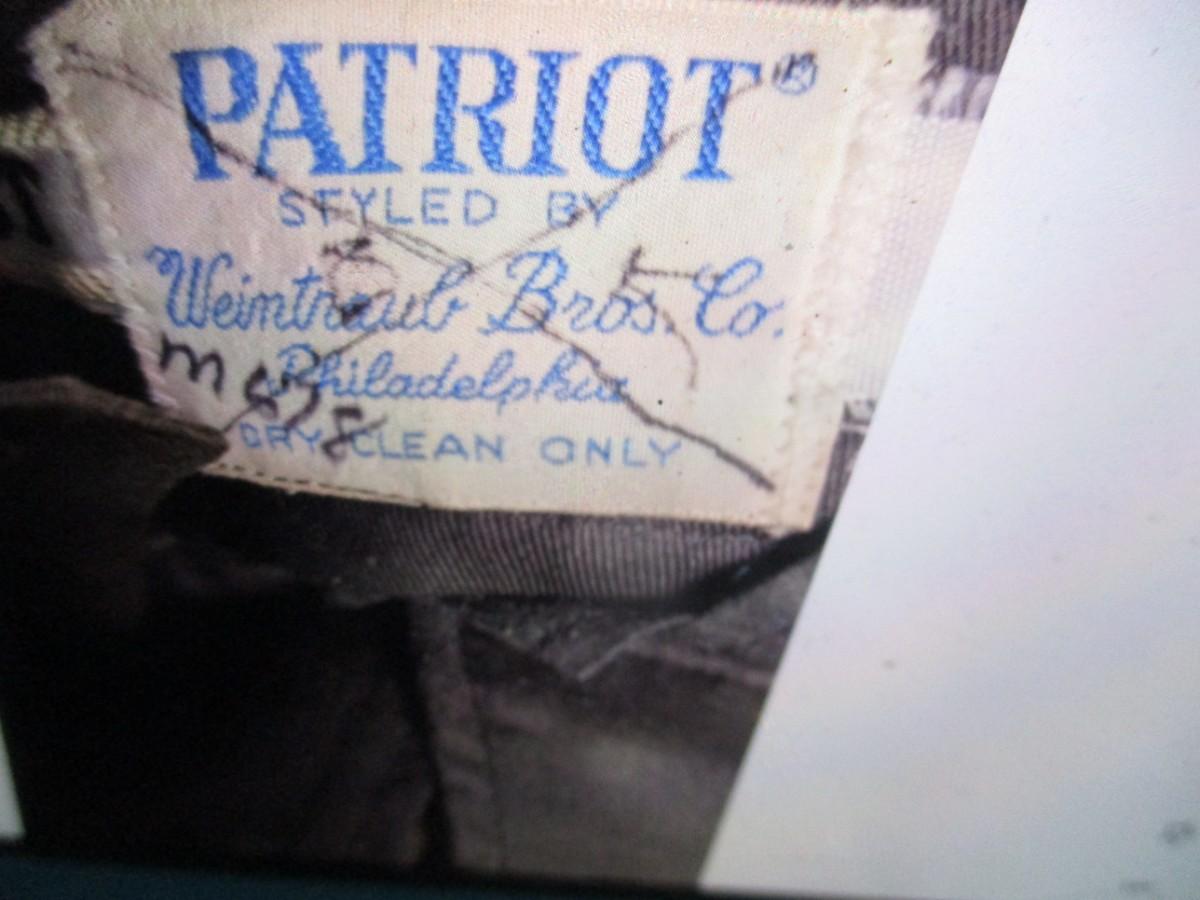 PATRIOT®
STYLED BY
Weintraub Bros. Co.
Philadelphia
DRY CLEAN ONLY